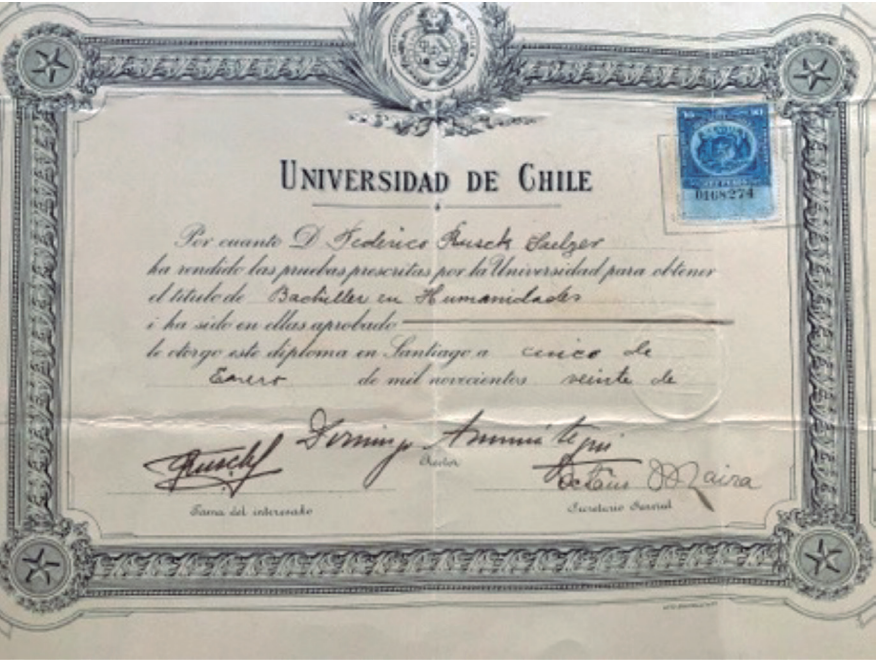 UNIVERSIDAD DE CHILE
0168274
Por cuanto D. Federico Rusch Saelzer
ha rendido las pruebas prescritas por la Universidad para obtener
el título de Bachiller en Humanidades
i ha sido en ellas aprobado
le otorgo este diploma en Santiago a cinco de
Enero de mil novecientos veinte de
Domingo Amunátegui
Rector
Octavio Maira
Firma del interesado
Secretario General